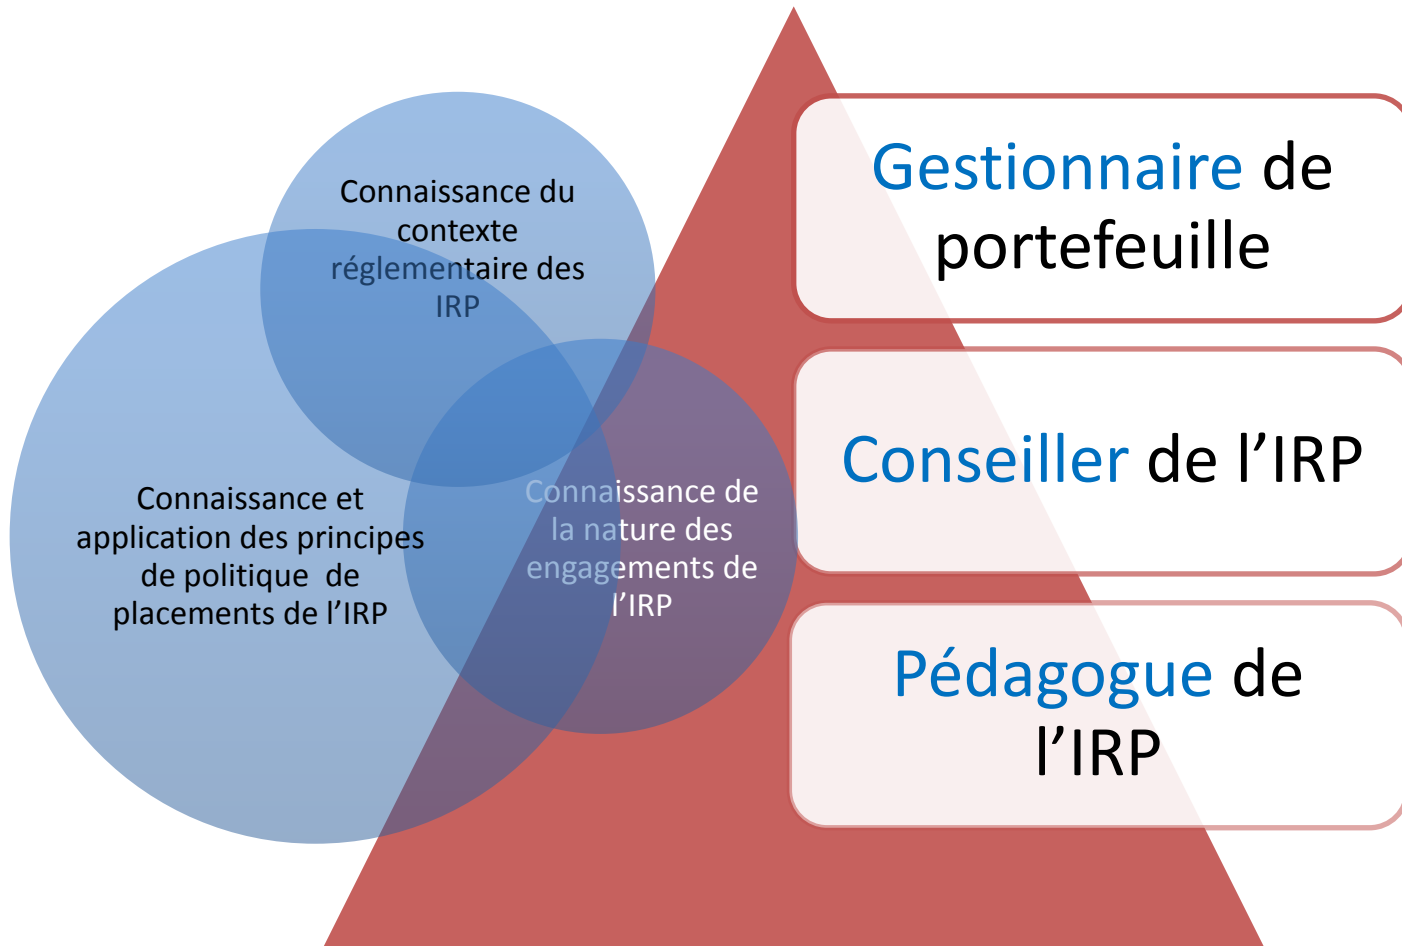 Connaissance du
contexte
réglementaire des
IRP
Connaissance et
application des principes
de politique de
placements de l'IRP
Connaissance de
la nature des
engagements de
l'IRP
Gestionnaire de
portefeuille
Conseiller de l'IRP
Pédagogue de
l'IRP